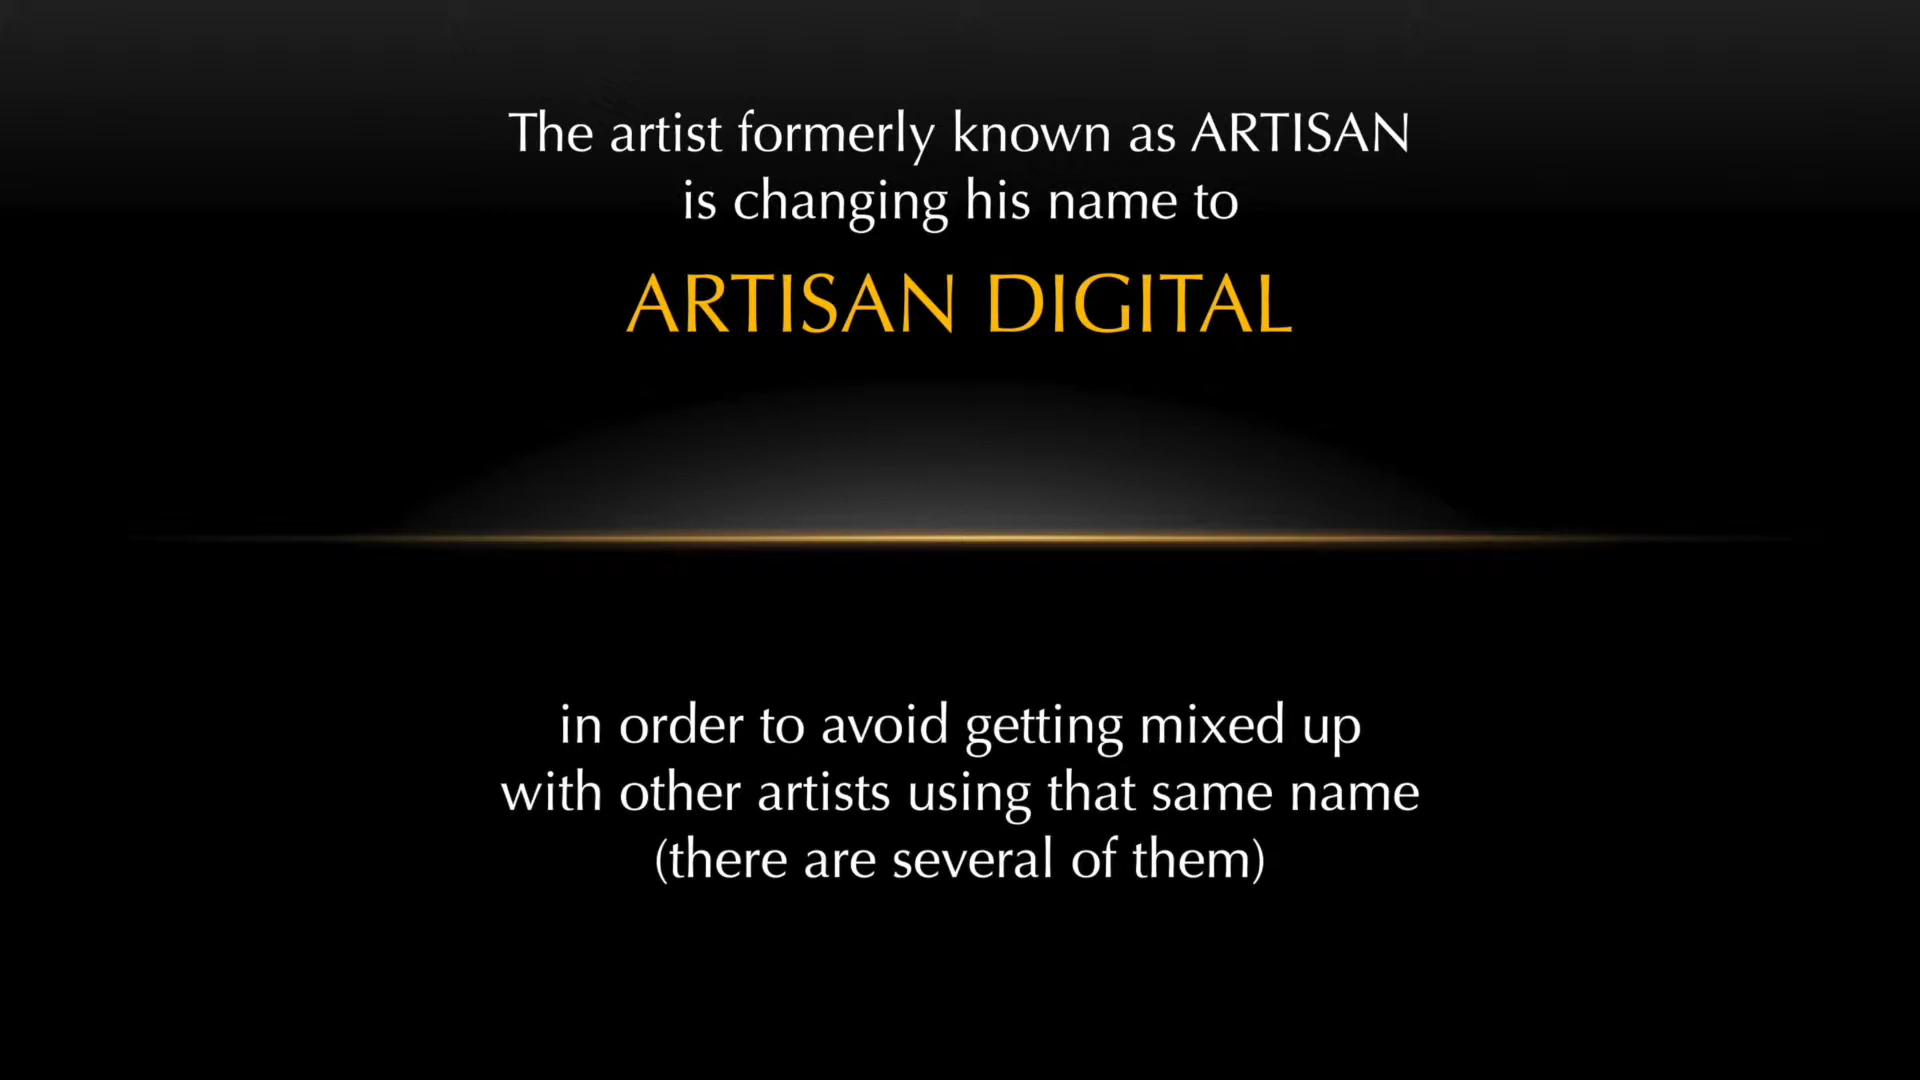 The artist formerly known as ARTISAN
is changing his name to
ARTISAN DIGITAL
in order to avoid getting mixed up
with other artists using that same name
(there are several of them)